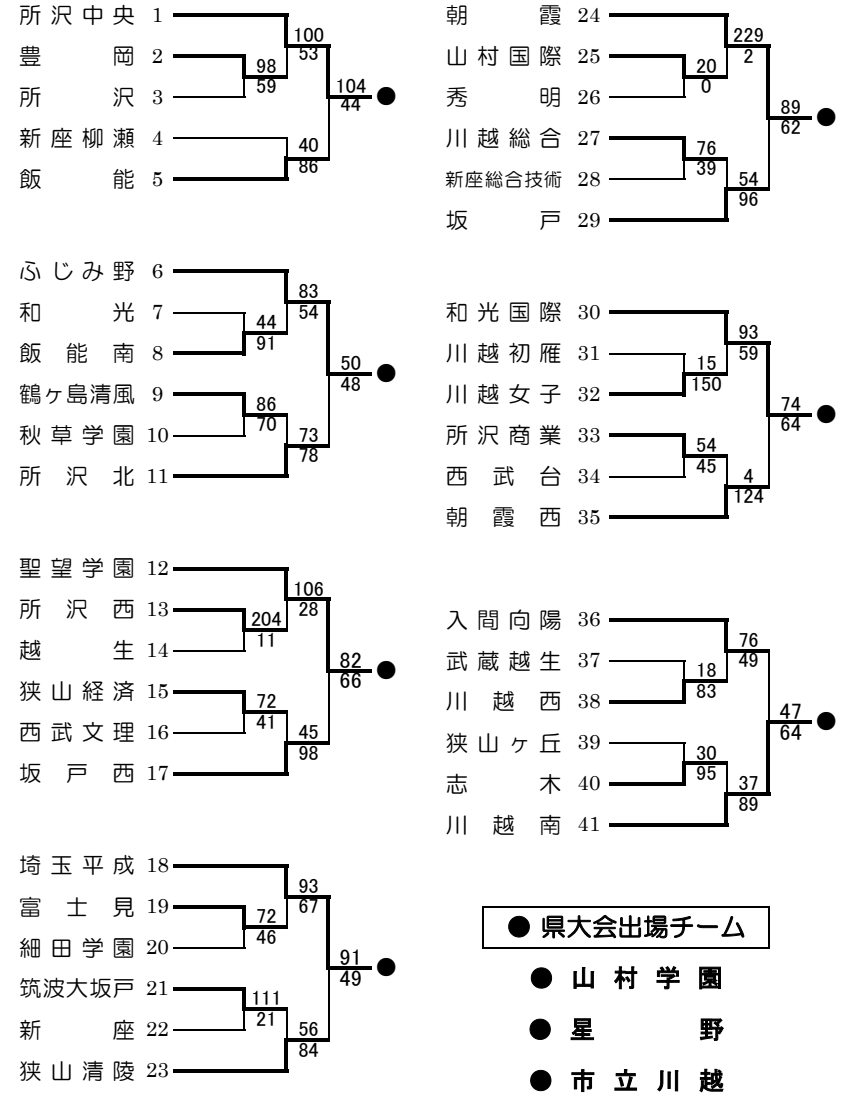 所沢中央 1
100
53
豊岡 2
98
59
所沢 3
104
44 ●
新座柳瀬 4
40
86
飯能 5
ふじみ野 6
83
54
和光 7
44
91
飯能南 8
50
48 ●
鶴ヶ島清風 9
86
70
秋草学園 10
73
78
所沢北 11
聖望学園 12
106
28
所沢西 13
204
11
越生 14
82
66 ●
狭山経済 15
72
41
西武文理 16
45
98
坂戸西 17
埼玉平成 18
93
67
富士見 19
72
46
細田学園 20
91
49 ●
筑波大坂戸 21
111
21
新座 22
56
84
狭山清陵 23
朝霞 24
229
2
山村国際 25
20
0
秀明 26
89
62 ●
川越総合 27
76
39
新座総合技術 28
54
96
坂戸 29
和光国際 30
93
59
川越初雁 31
15
150
川越女子 32
74
64 ●
所沢商業 33
54
45
西武台 34
4
124
朝霞西 35
入間向陽 36
76
49
武蔵越生 37
18
83
川越西 38
47
64 ●
狭山ヶ丘 39
30
95
志木 40
37
89
川越南 41
● 県大会出場チーム
● 山村学園
● 星野
● 市立川越